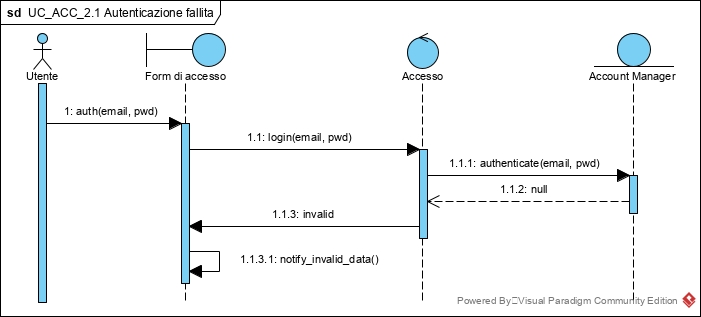 sd UC_ACC_2.1 Autenticazione fallita
Utente
Form di accesso
Accesso
Account Manager
1: auth(email, pwd)
1.1: login(email, pwd)
1.1.1: authenticate(email, pwd)
1.1.2: null
1.1.3: invalid
1.1.3.1: notify_invalid_data()
Powered By Visual Paradigm Community Edition